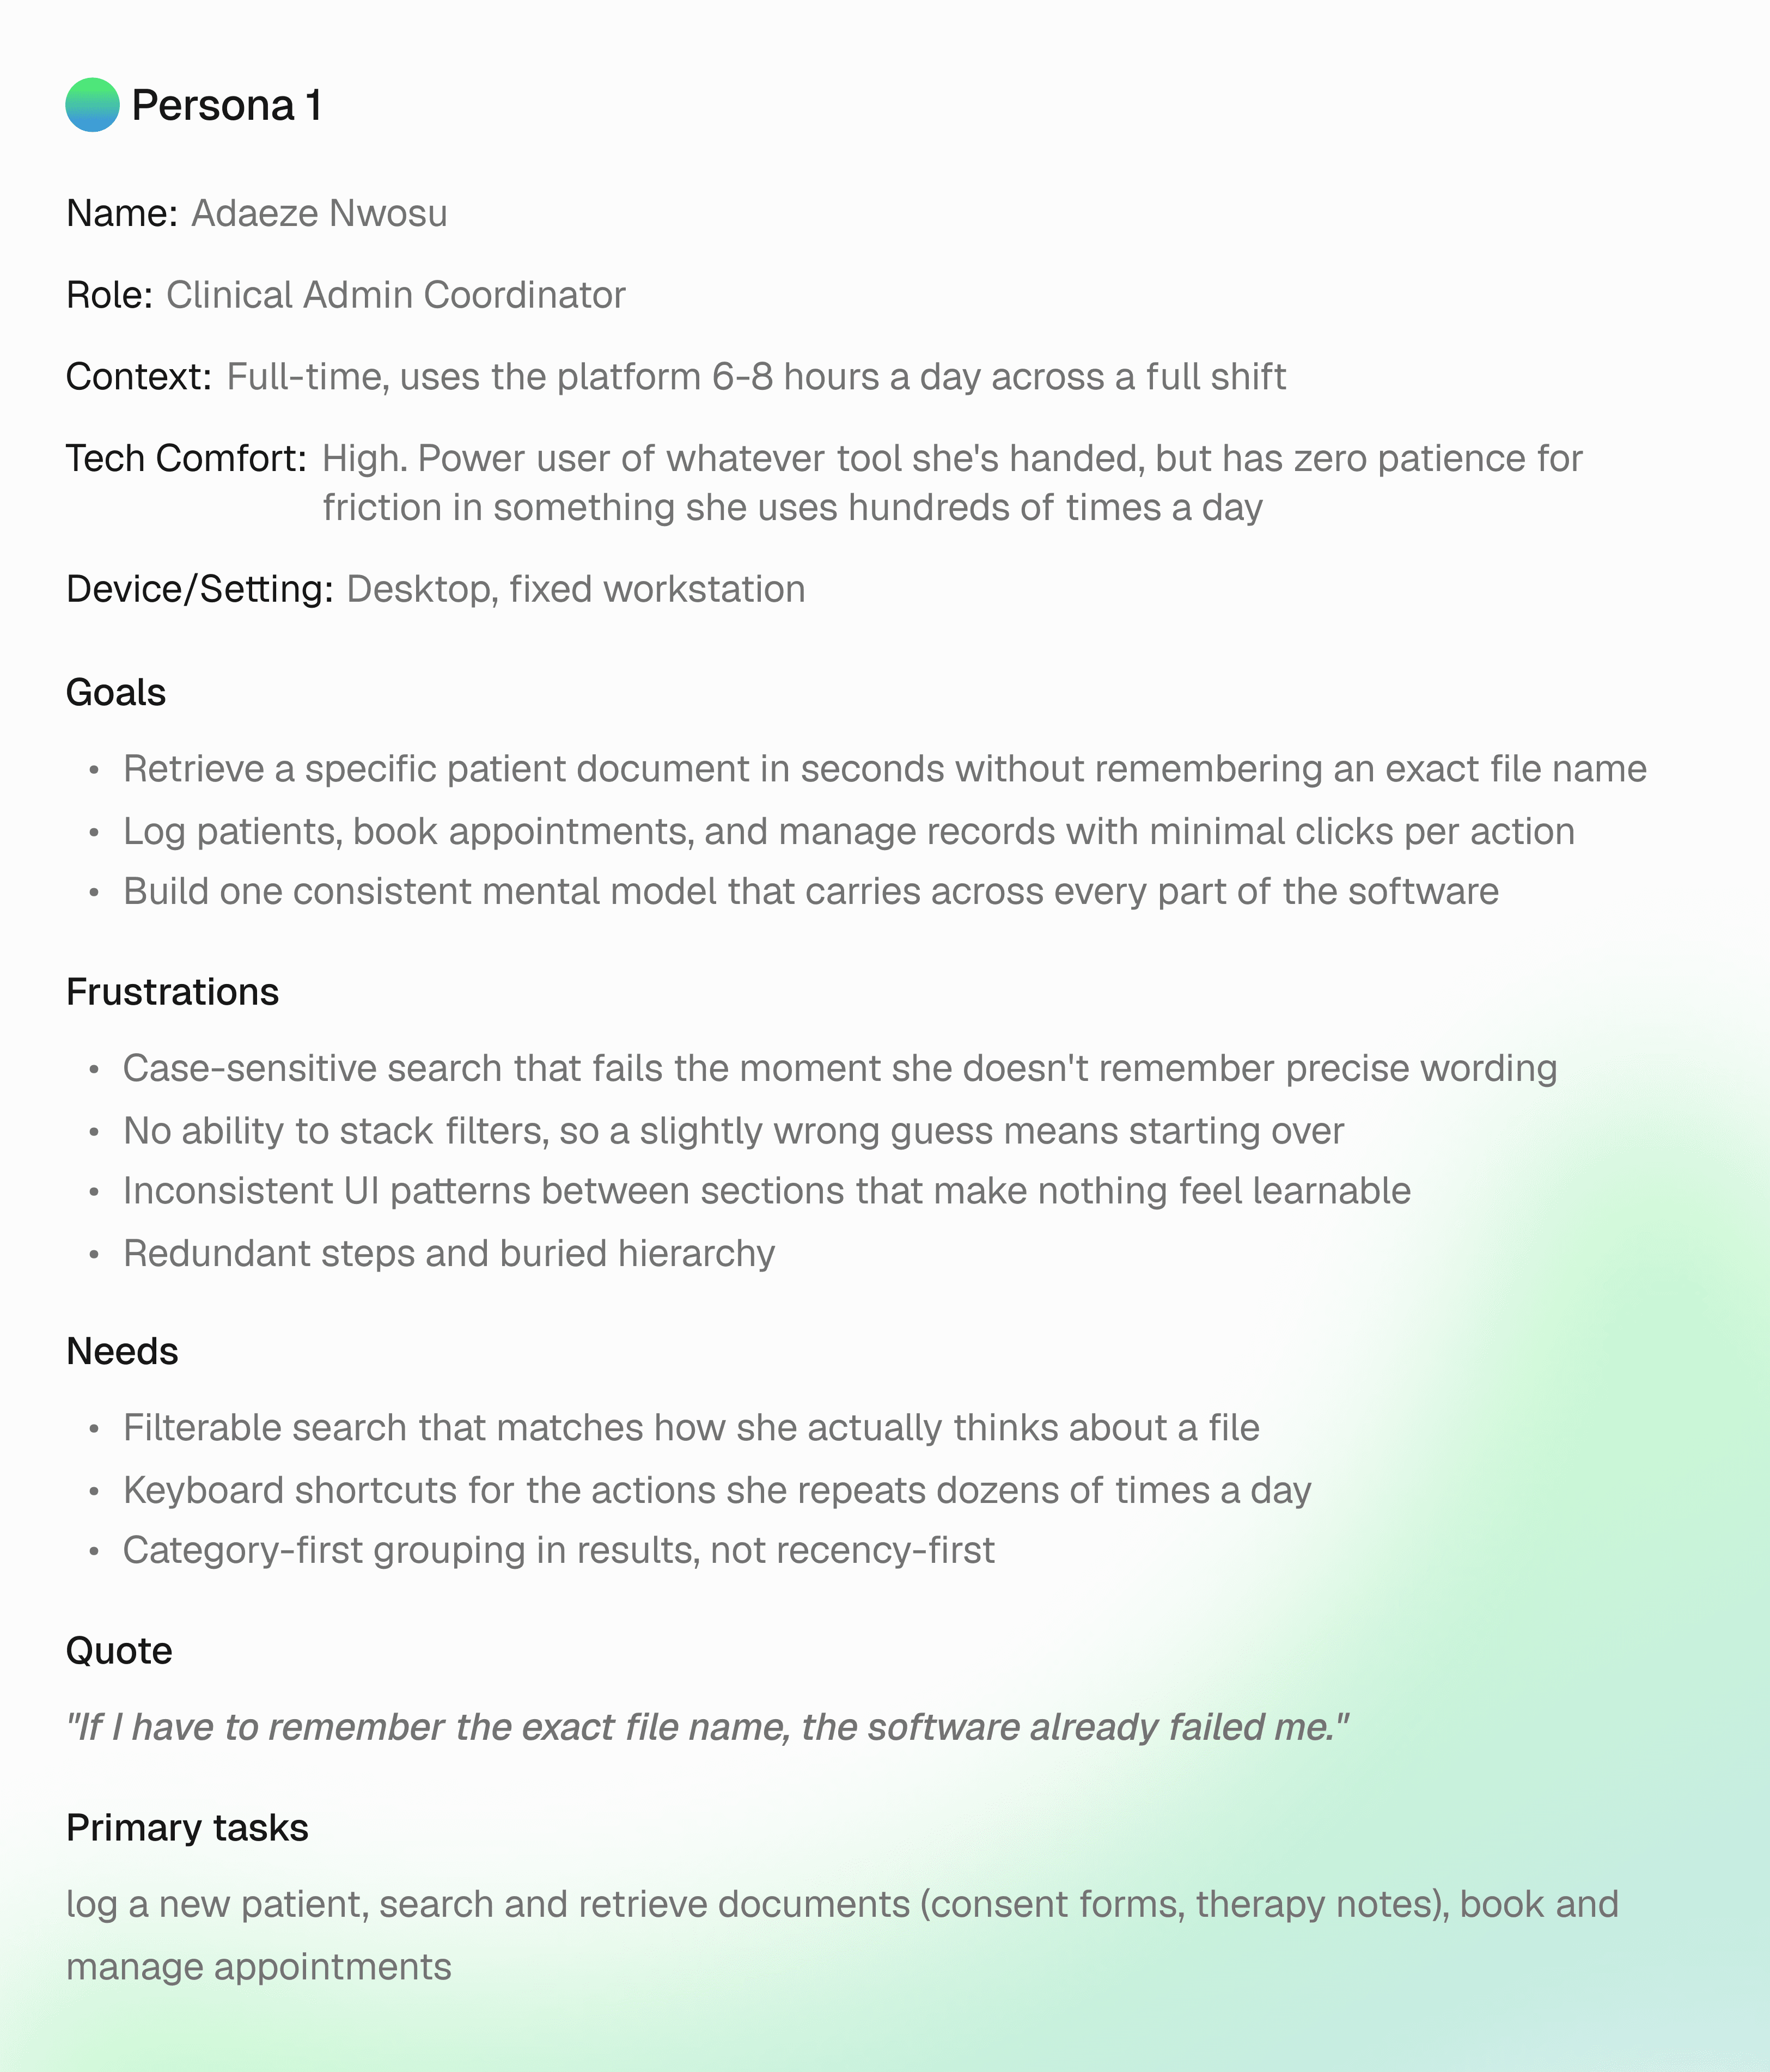 Persona 1
Name: Adaeze Nwosu
Role: Clinical Admin Coordinator
Context: Full-time, uses the platform 6-8 hours a day across a full shift
Tech Comfort: High. Power user of whatever tool she's handed, but has zero patience for
friction in something she uses hundreds of times a day
Device/Setting: Desktop, fixed workstation
Goals
• Retrieve a specific patient document in seconds without remembering an exact file name
• Log patients, book appointments, and manage records with minimal clicks per action
• Build one consistent mental model that carries across every part of the software
Frustrations
• Case-sensitive search that fails the moment she doesn't remember precise wording
• No ability to stack filters, so a slightly wrong guess means starting over
• Inconsistent UI patterns between sections that make nothing feel learnable
• Redundant steps and buried hierarchy
Needs
• Filterable search that matches how she actually thinks about a file
• Keyboard shortcuts for the actions she repeats dozens of times a day
• Category-first grouping in results, not recency-first
Quote
"If I have to remember the exact file name, the software already failed me."
Primary tasks
log a new patient, search and retrieve documents (consent forms, therapy notes), book and
manage appointments